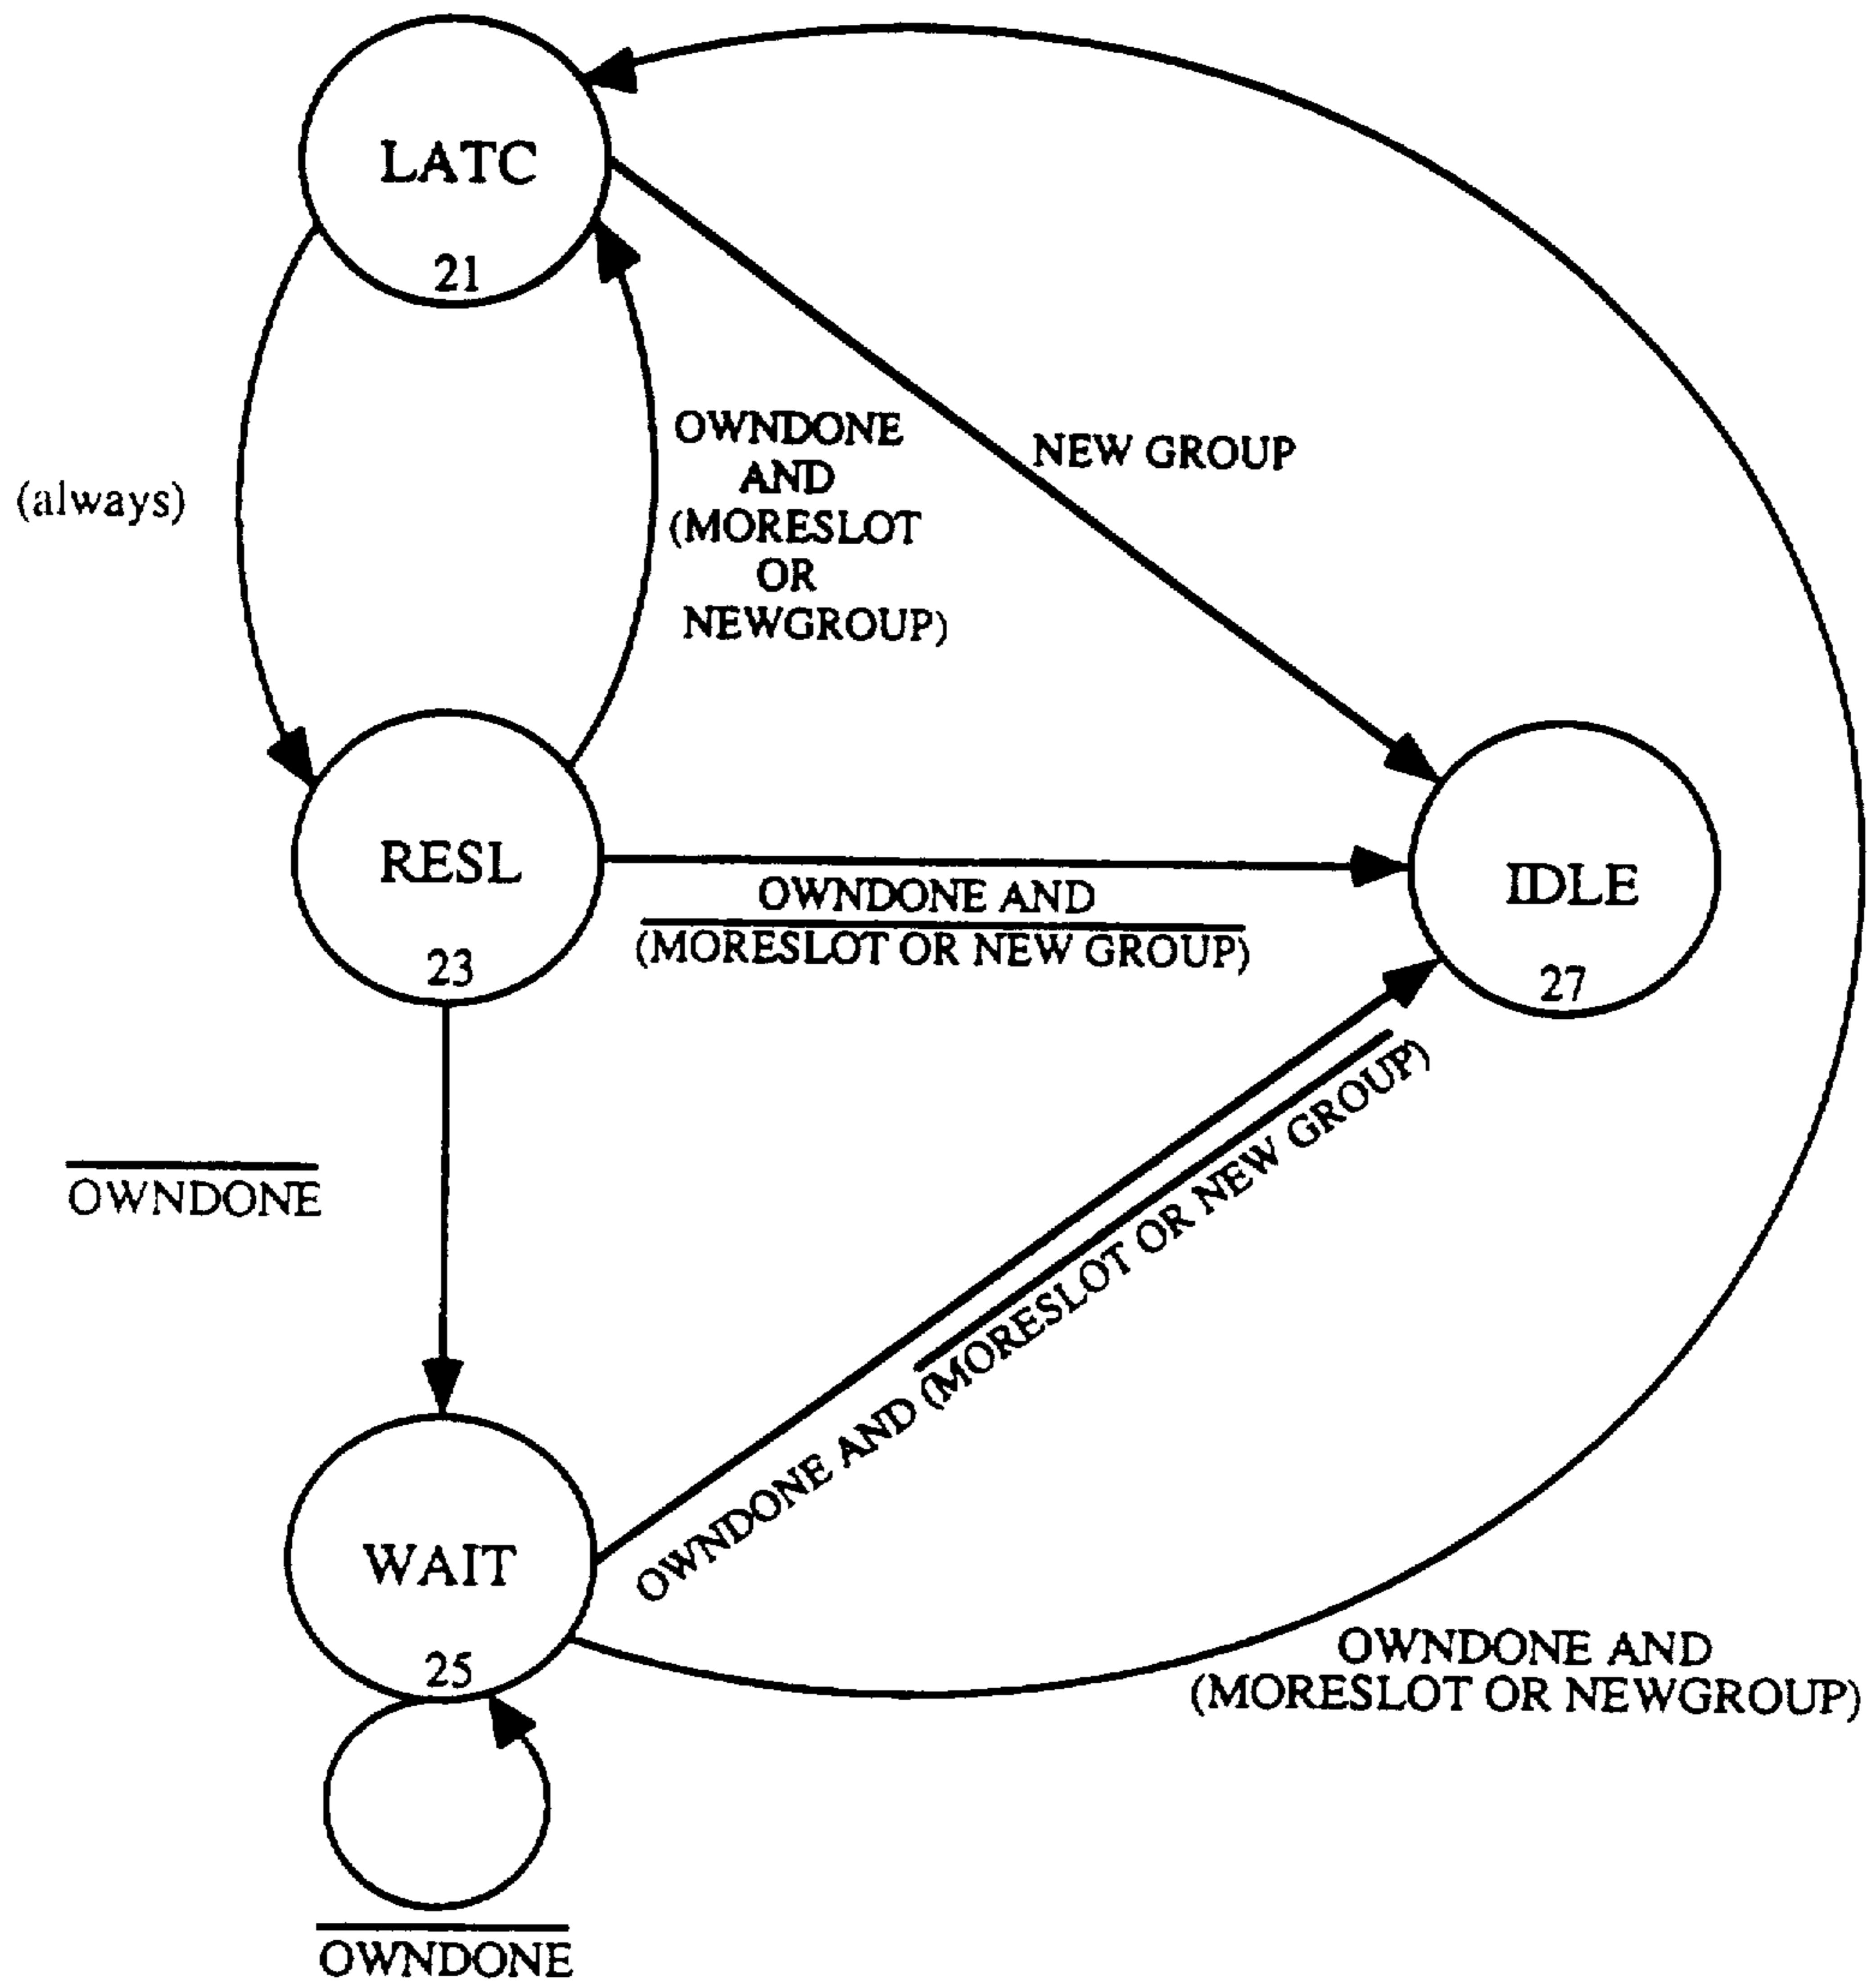 LATC
21
(always)
OWNDONE
AND
(MORESLOT
OR
NEWGROUP)
NEW GROUP
RESL
23
OWNDONE AND
(MORESLOT OR NEW GROUP)
IDLE
27
OWNDONE
OWNDONE AND (MORESLOT OR NEW GROUP)
WAIT
25
OWNDONE AND
(MORESLOT OR NEWGROUP)
OWNDONE